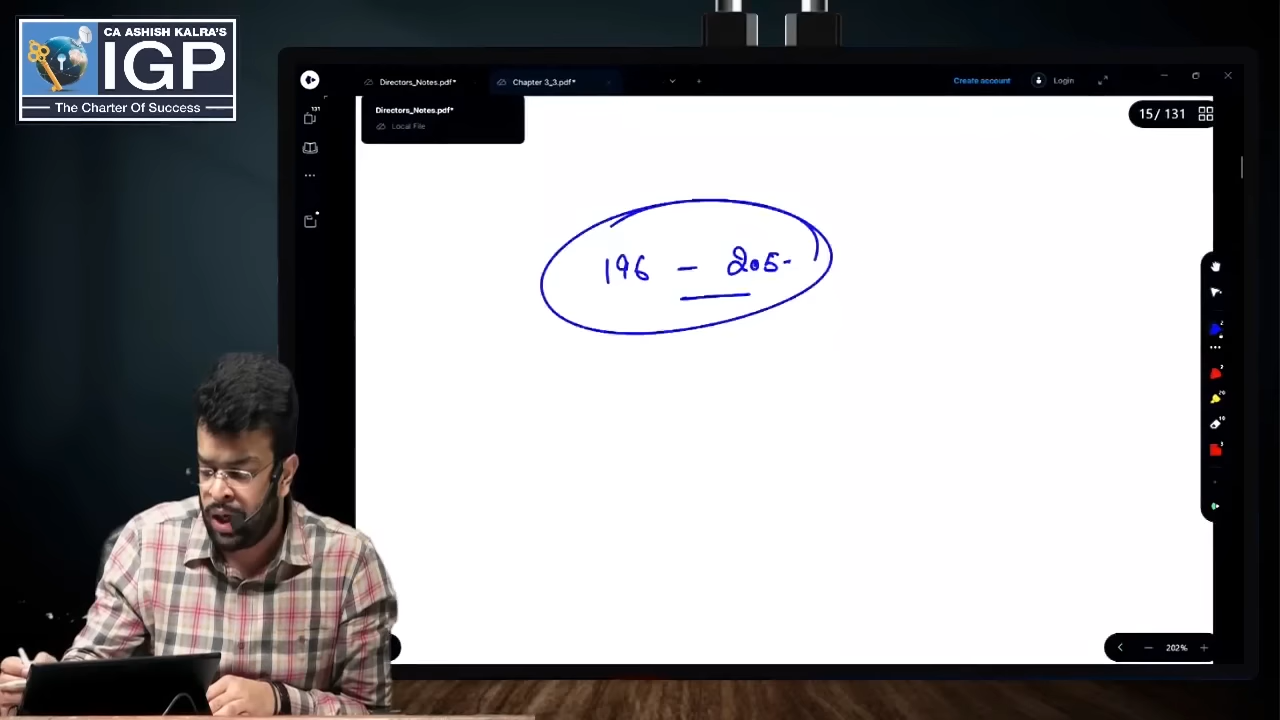 CA ASHISH KALRA'S
IGP
The Charter Of Success
Directors_Notes.pdf*
Chapter 3_3.pdf*
Create account
Login
131
Directors_Notes.pdf*
Local File
15/ 131
196 – 205
202%